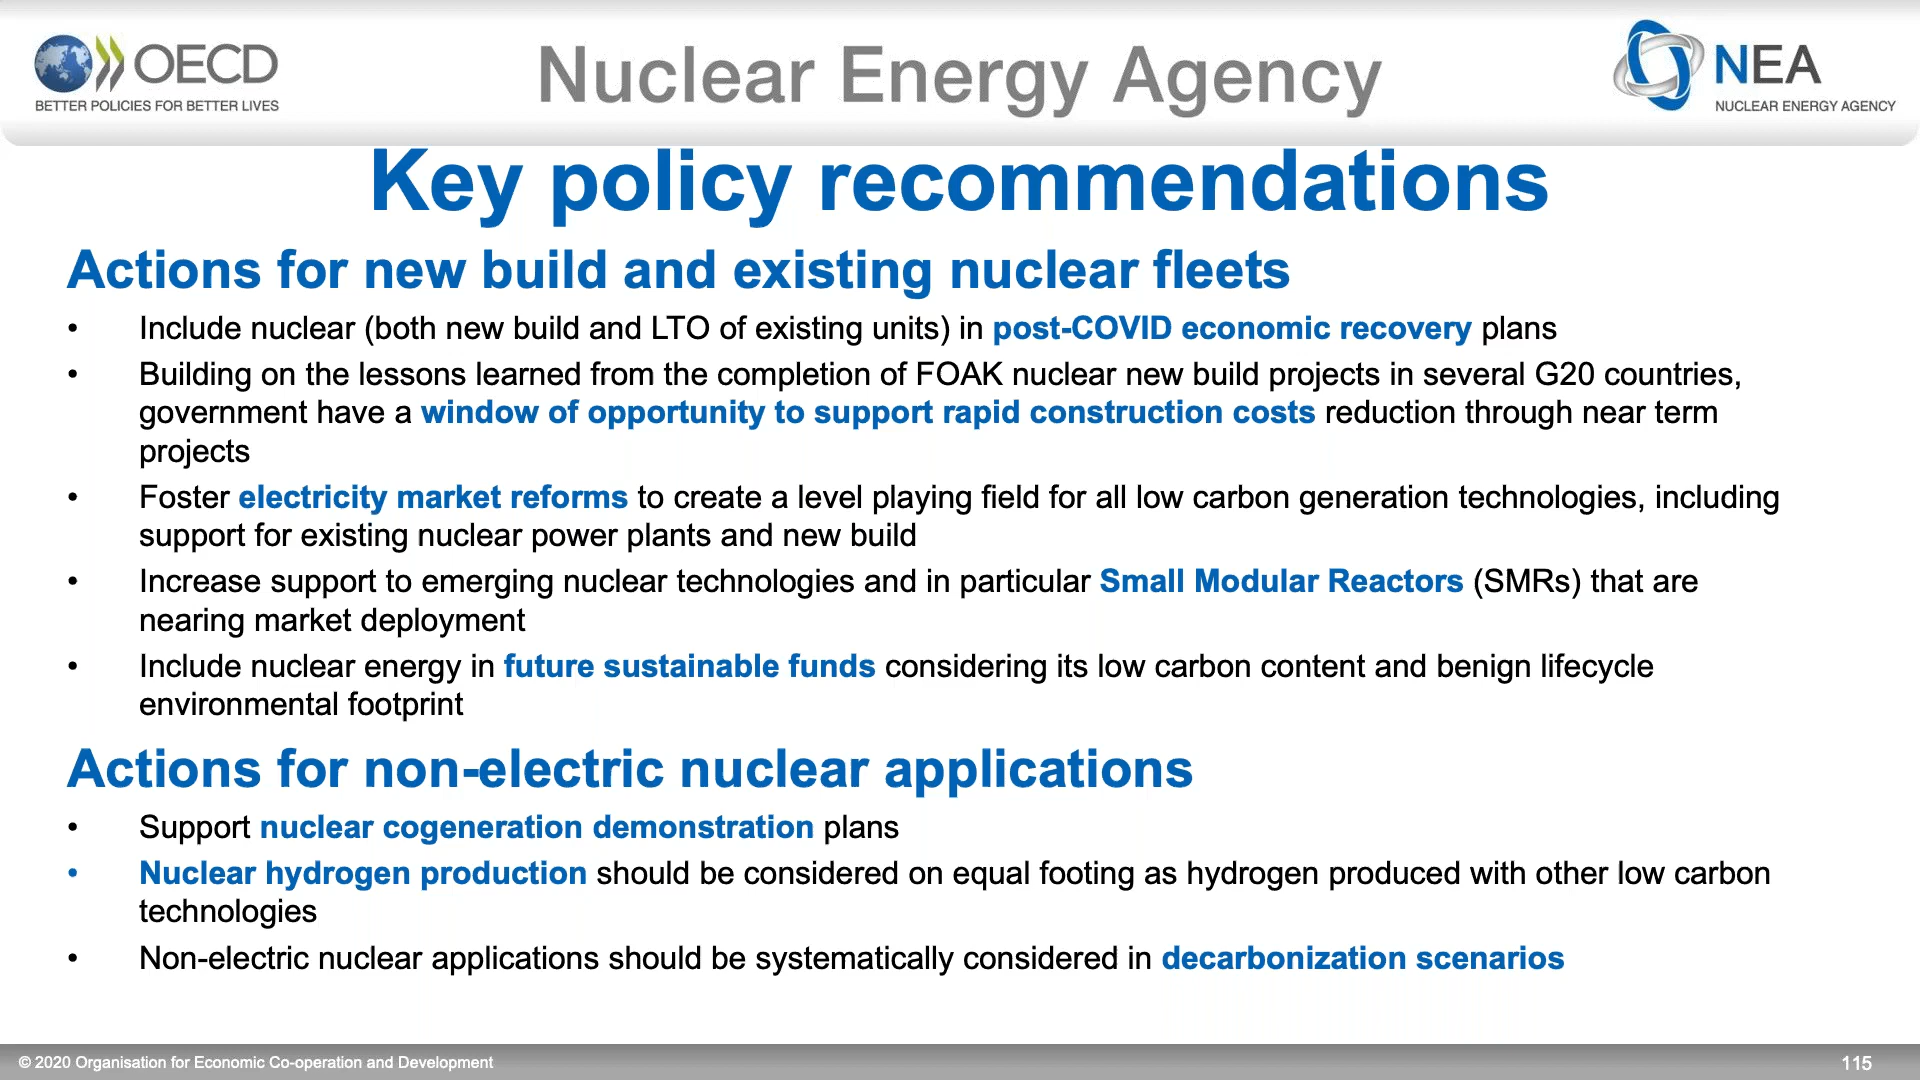 OECD
BETTER POLICIES FOR BETTER LIVES
Nuclear Energy Agency
NEA
NUCLEAR ENERGY AGENCY
Key policy recommendations
Actions for new build and existing nuclear fleets
• Include nuclear (both new build and LTO of existing units) in post-COVID economic recovery plans
• Building on the lessons learned from the completion of FOAK nuclear new build projects in several G20 countries,
government have a window of opportunity to support rapid construction costs reduction through near term
projects
• Foster electricity market reforms to create a level playing field for all low carbon generation technologies, including
support for existing nuclear power plants and new build
• Increase support to emerging nuclear technologies and in particular Small Modular Reactors (SMRs) that are
nearing market deployment
• Include nuclear energy in future sustainable funds considering its low carbon content and benign lifecycle
environmental footprint
Actions for non-electric nuclear applications
• Support nuclear cogeneration demonstration plans
• Nuclear hydrogen production should be considered on equal footing as hydrogen produced with other low carbon
technologies
• Non-electric nuclear applications should be systematically considered in decarbonization scenarios
© 2020 Organisation for Economic Co-operation and Development
115